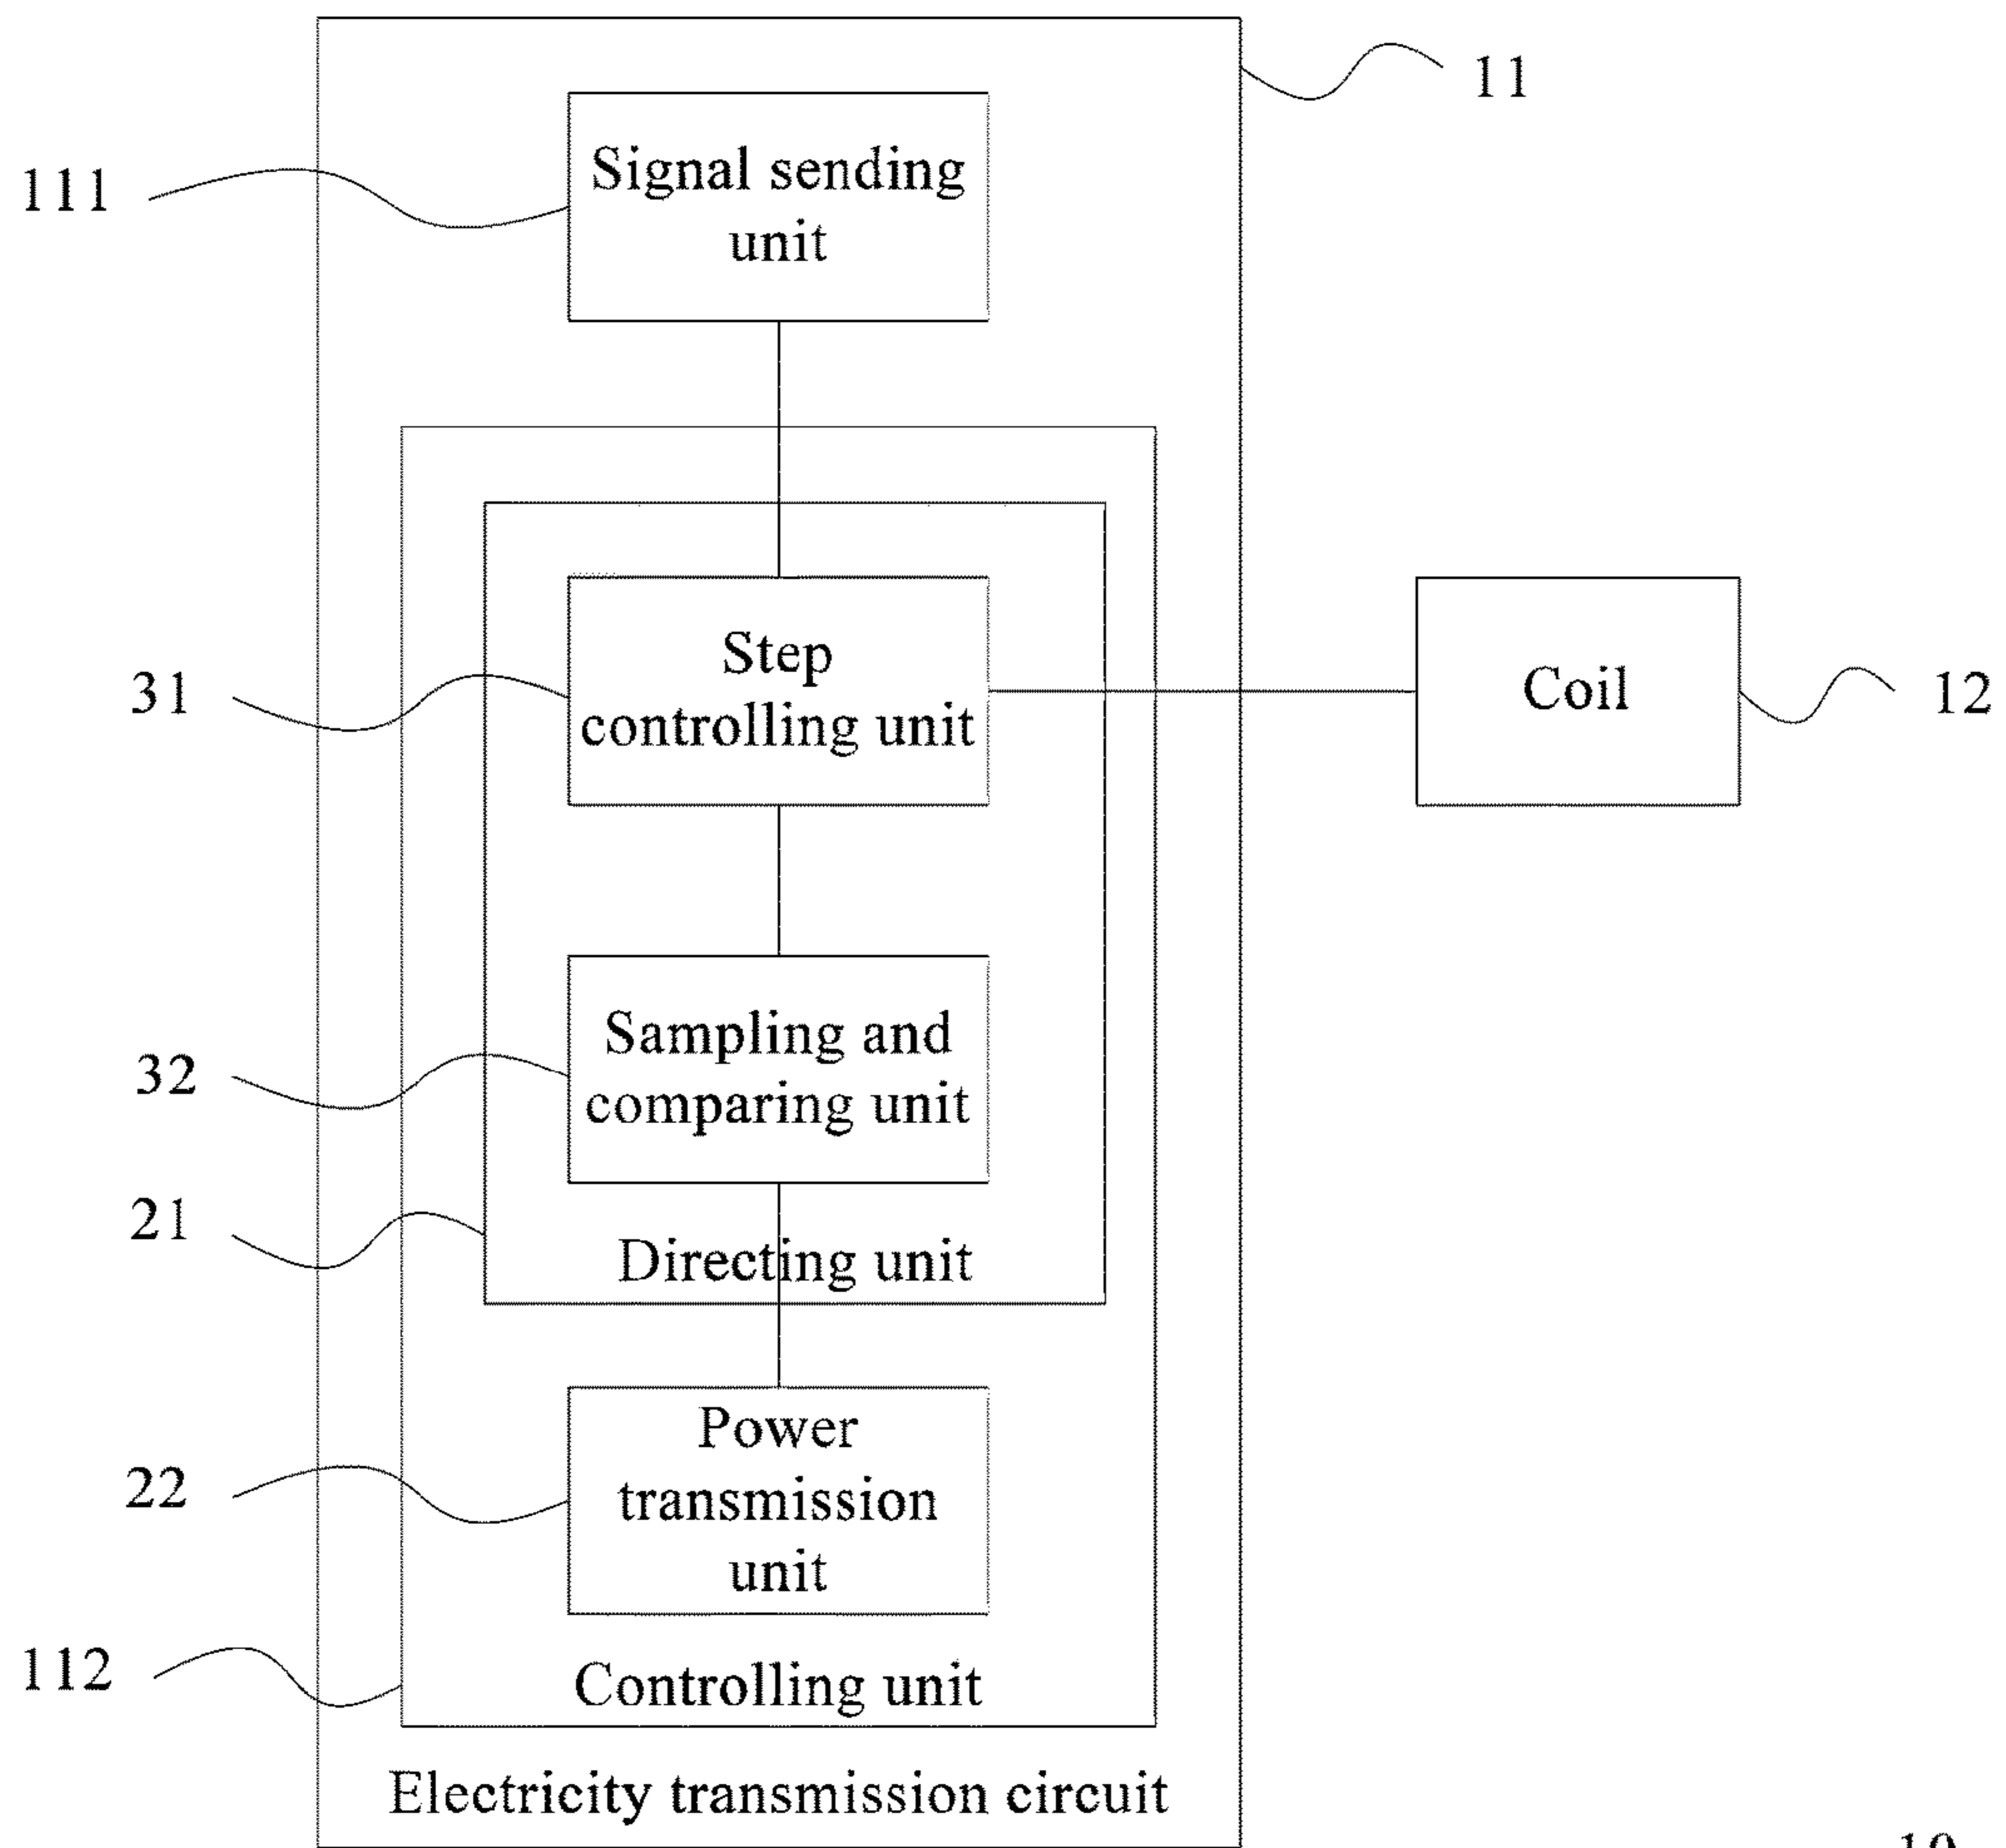 11
111
Signal sending
unit
Step
controlling unit
31
Coil
12
Sampling and
comparing unit
32
21
Directing unit
Power
transmission
unit
22
112
Controlling unit
Electricity transmission circuit